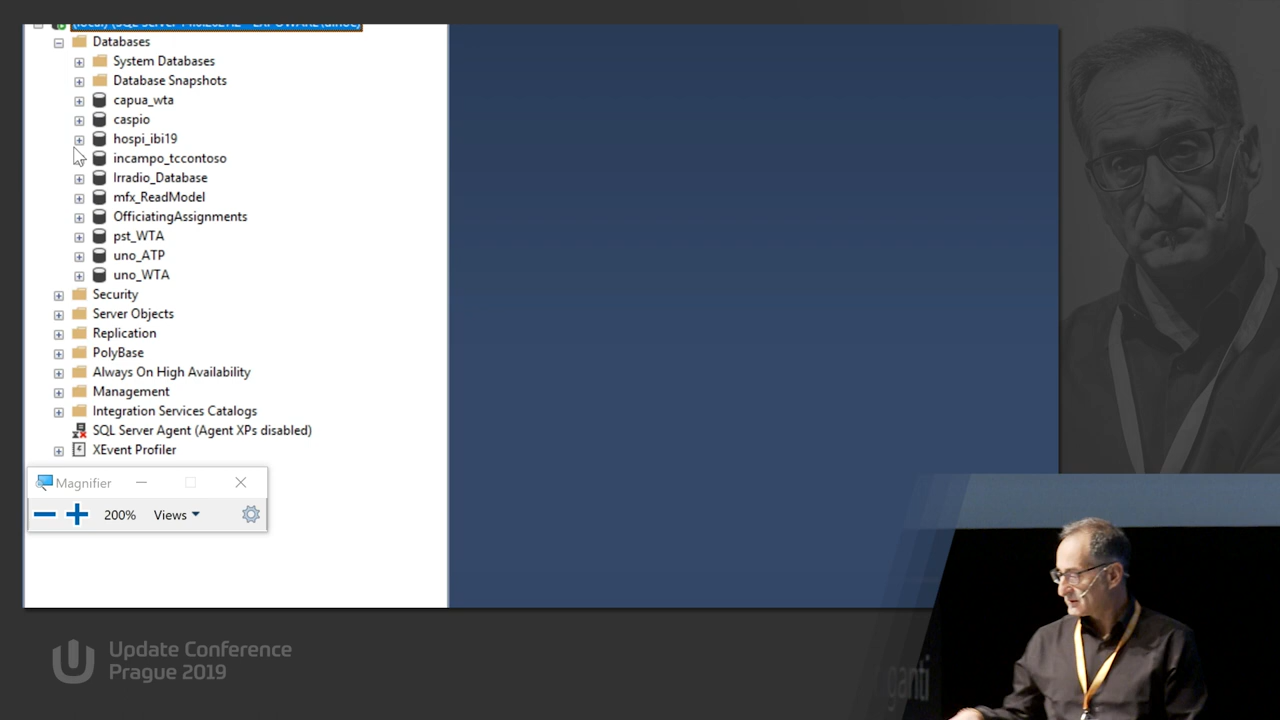 Databases
System Databases
Database Snapshots
capua_wta
caspio
hospi_ibi19
incampo_tccontoso
Irradio_Database
mfx_ReadModel
OfficiatingAssignments
pst_WTA
uno_ATP
uno_WTA
Security
Server Objects
Replication
PolyBase
Always On High Availability
Management
Integration Services Catalogs
SQL Server Agent (Agent XPs disabled)
XEvent Profiler
Magnifier
200% Views
Update Conference
Prague 2019
ganti